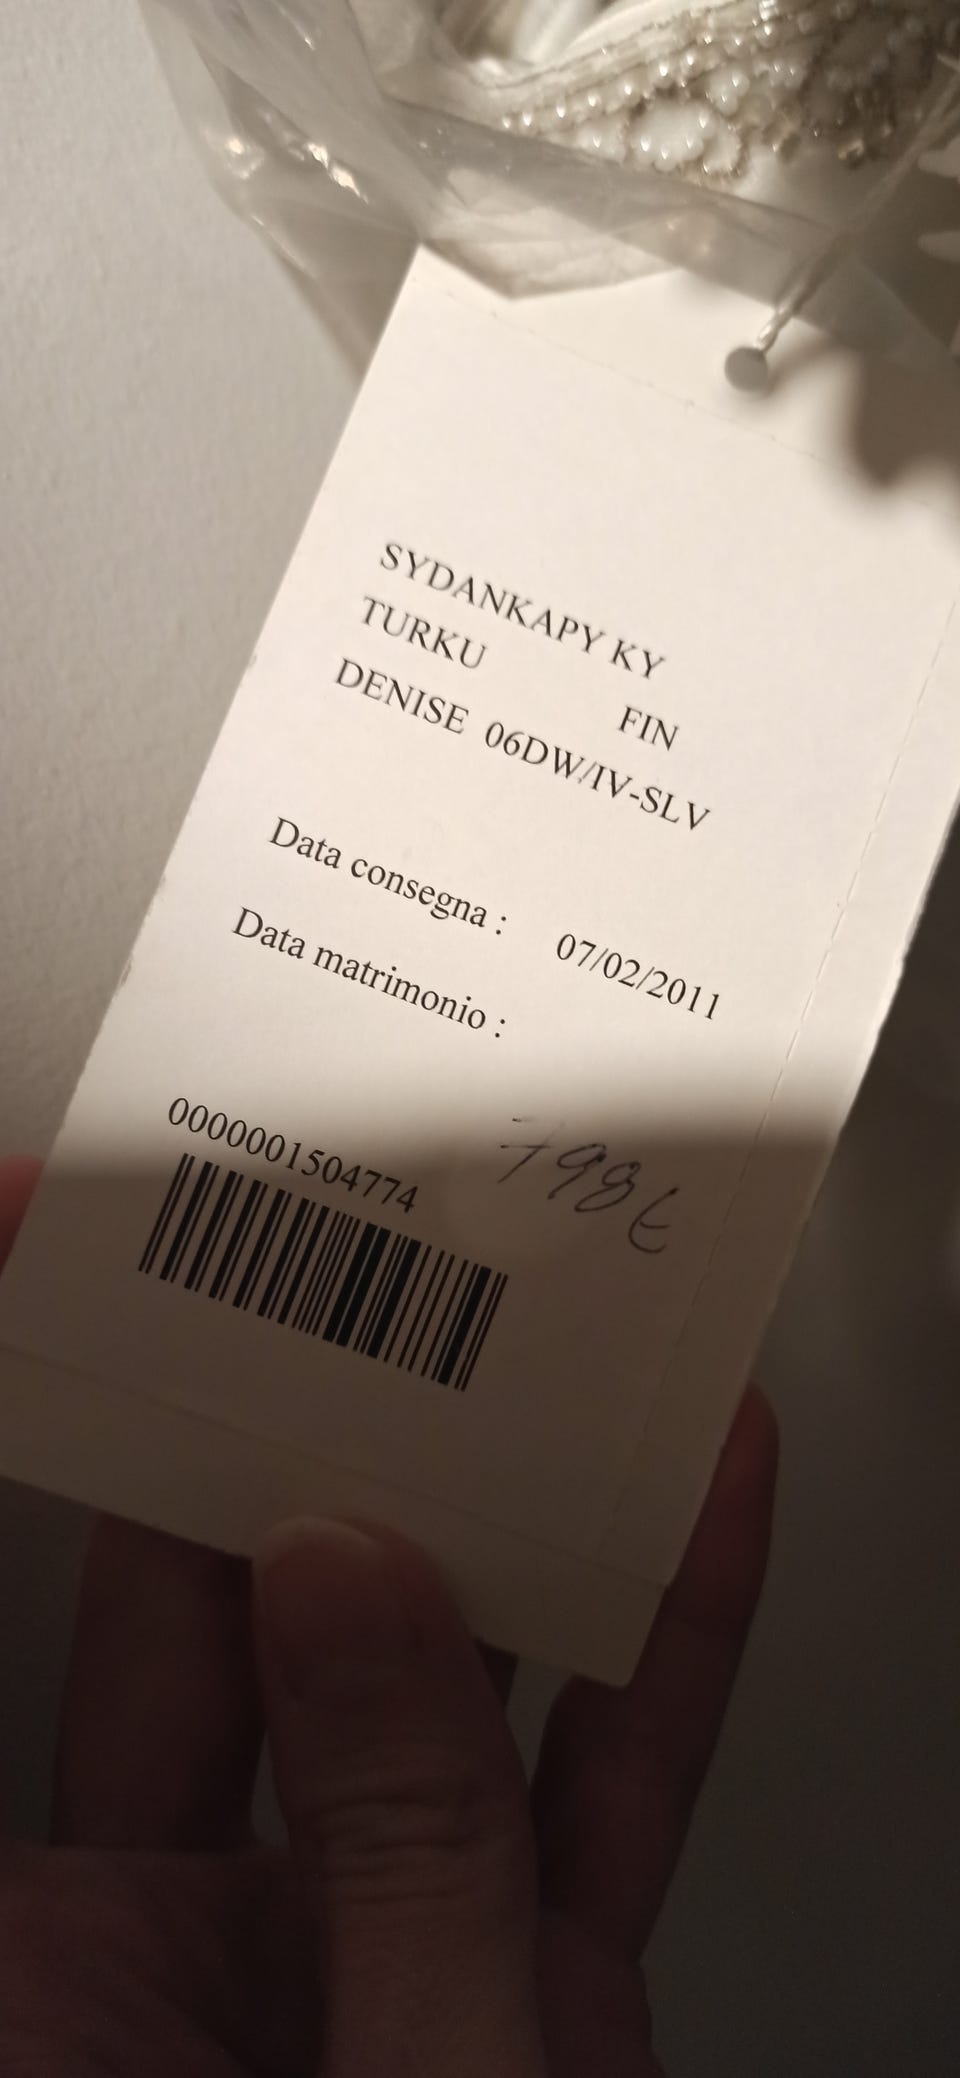 SYDANKAPY KY
TURKU FIN
DENISE 06DW/IV-SLV
Data consegna : 07/02/2011
Data matrimonio :
0000001504774
798€